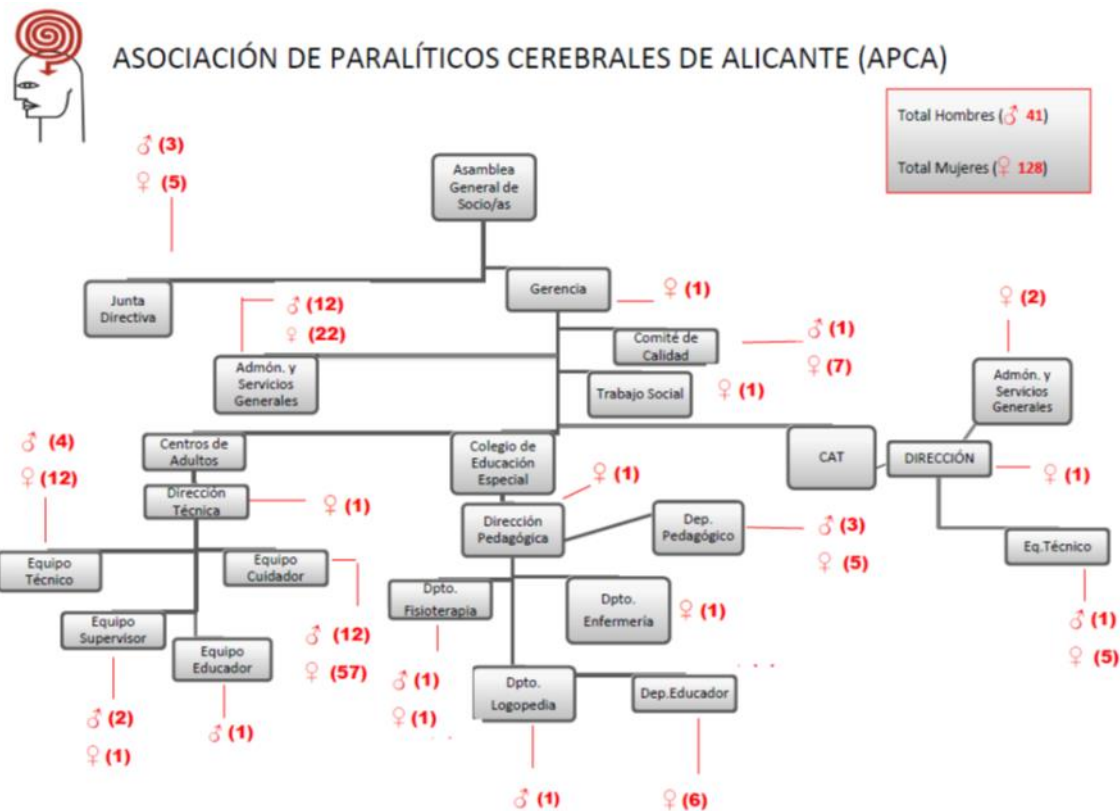 ASOCIACIÓN DE PARALÍTICOS CEREBRALES DE ALICANTE (APCA)
Total Hombres (♂ 41)
Total Mujeres (♀ 128)
♂ (3)
♀ (5)
Asamblea
General de
Socio/as
Junta
Directiva
Gerencia
♀ (1)
♂ (12)
♀ (22)
Admón. y
Servicios
Generales
Comité de
Calidad
♂ (1)
♀ (7)
Trabajo Social
♀ (1)
♀ (2)
Admón. y
Servicios
Generales
♂ (4)
♀ (12)
Centros de
Adultos
Colegio de
Educación
Especial
CAT
DIRECCIÓN
♀ (1)
Dirección
Técnica
♀ (1)
♀ (1)
Dirección
Pedagógica
Dep.
Pedagógico
♂ (3)
♀ (5)
Eq.Técnico
♂ (1)
♀ (5)
Equipo
Técnico
Equipo
Cuidador
♂ (12)
♀ (57)
Equipo
Supervisor
♂ (2)
♀ (1)
Equipo
Educador
♂ (1)
Dpto.
Fisioterapia
♂ (1)
♀ (1)
Dpto.
Enfermería
♀ (1)
Dpto.
Logopedia
♂ (1)
Dep.Educador
♀ (6)